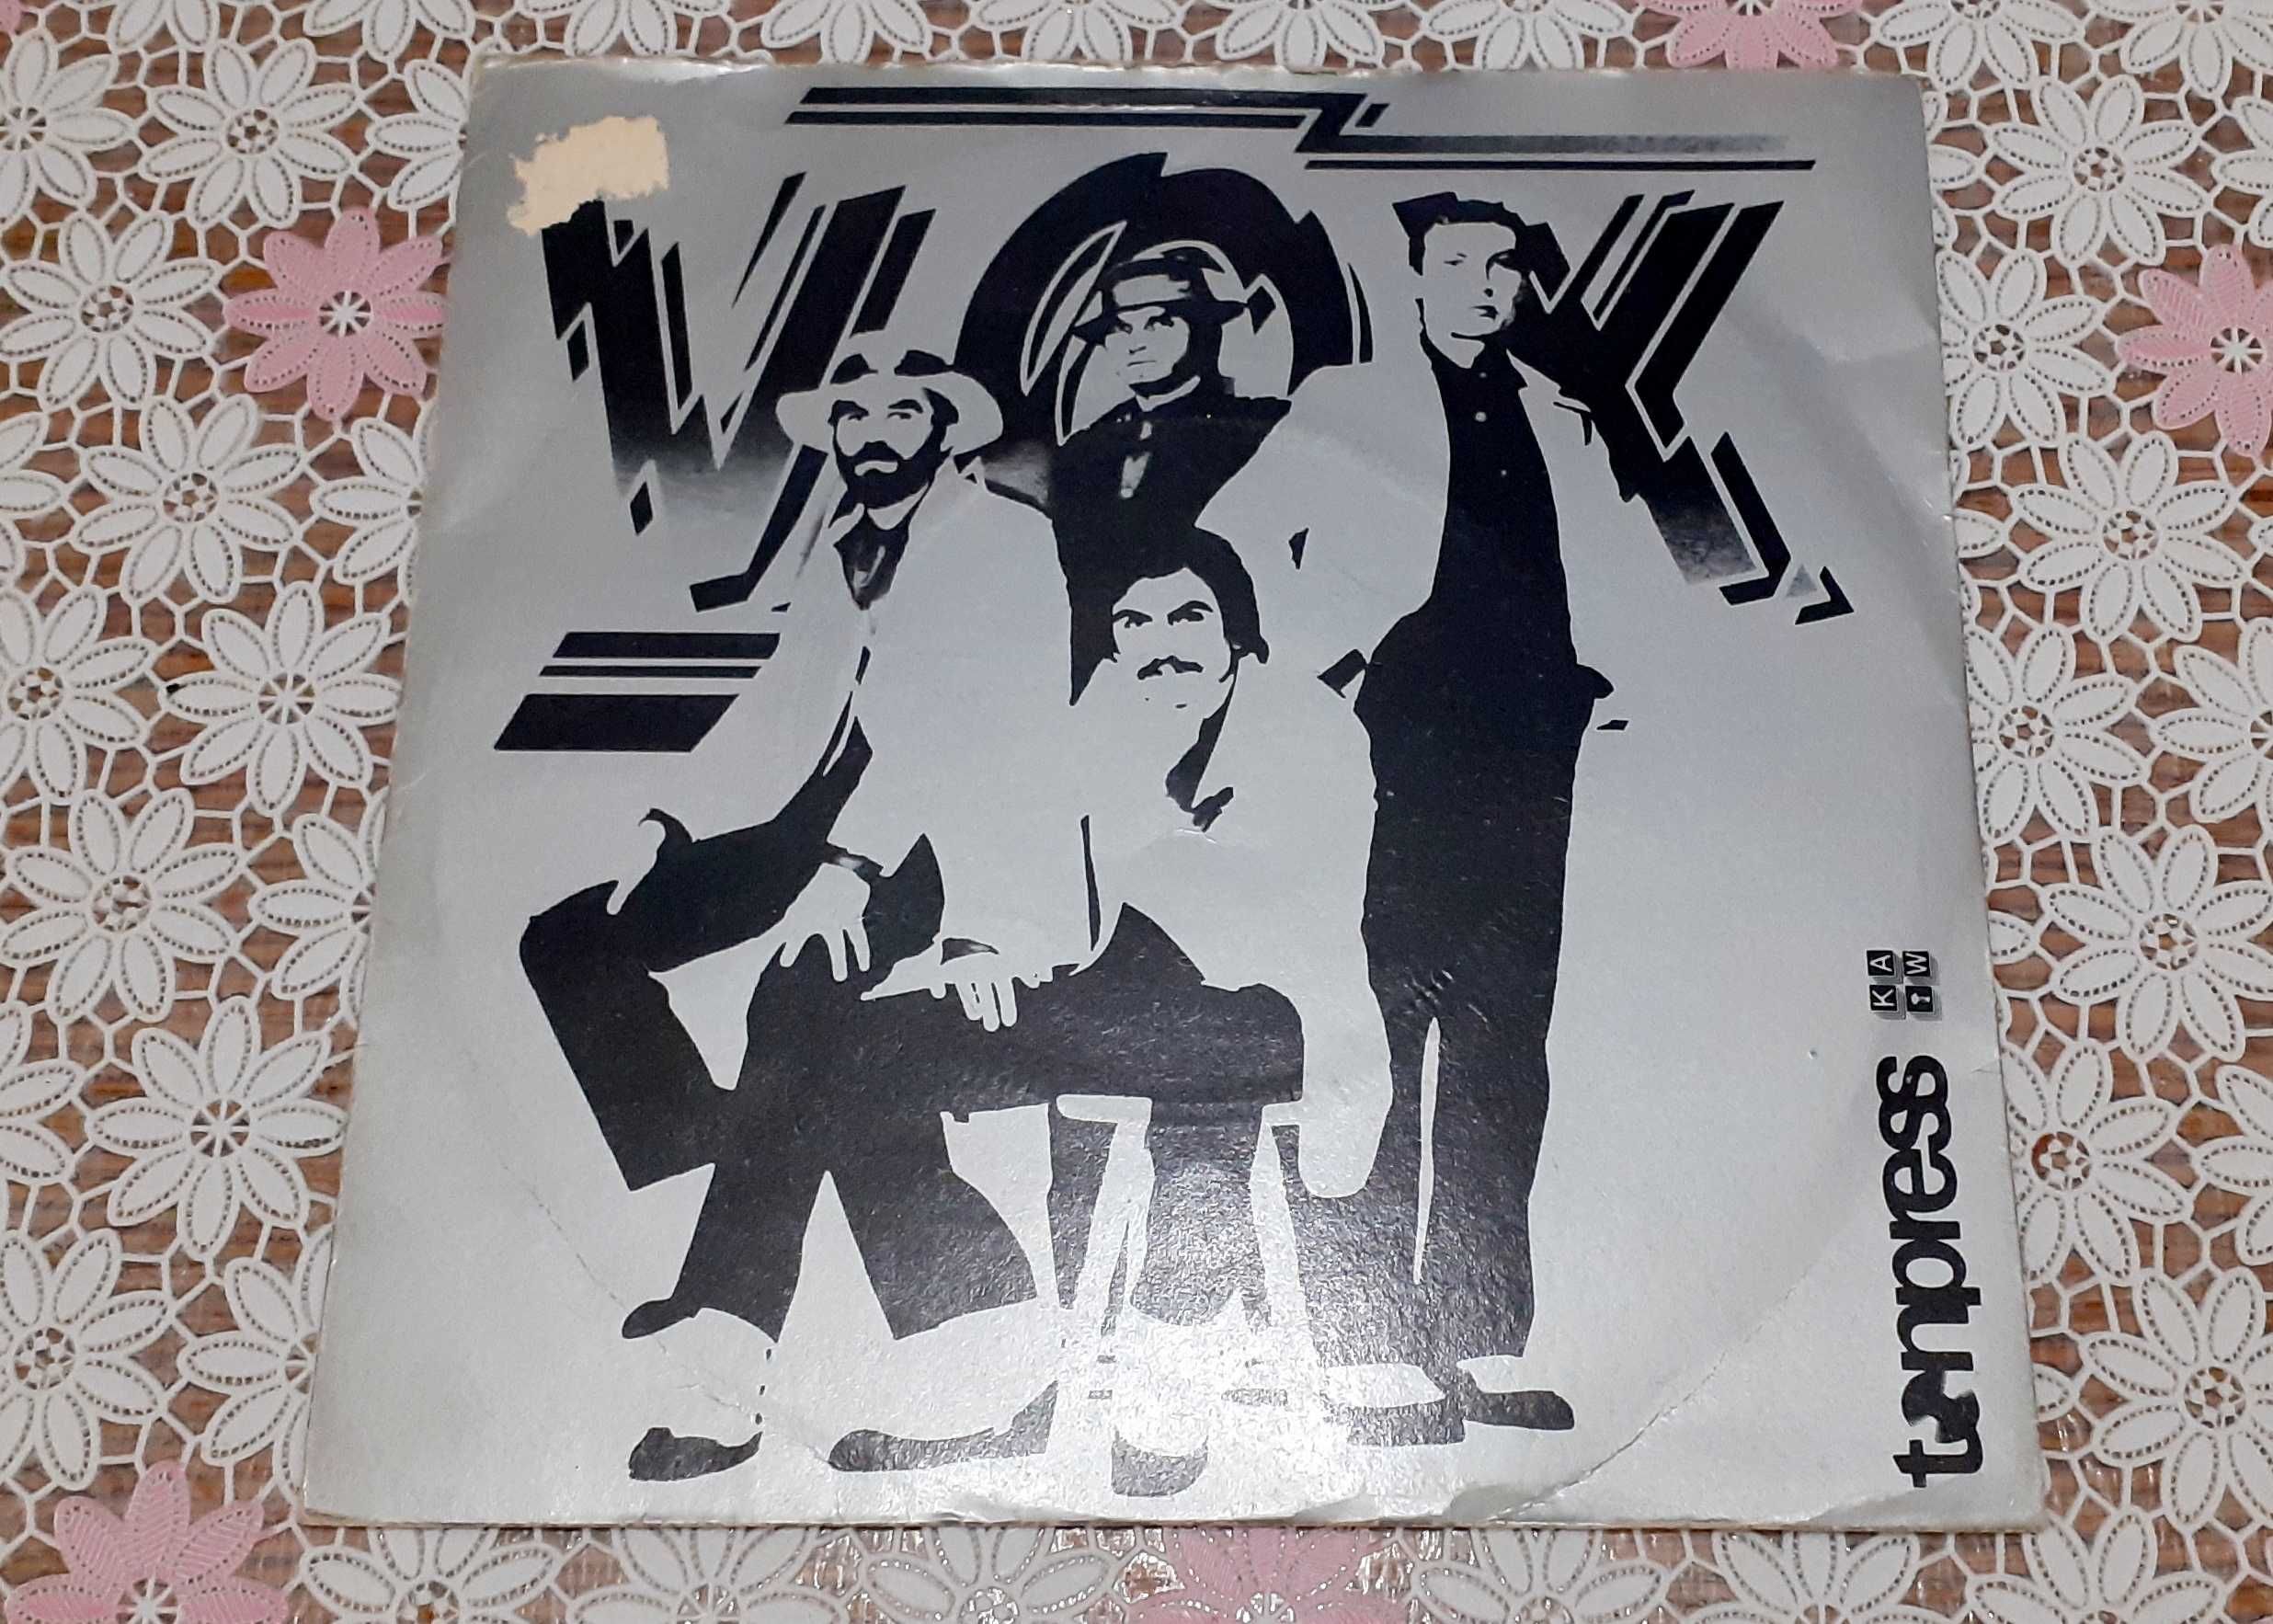 VOX
tonpress
K A
W